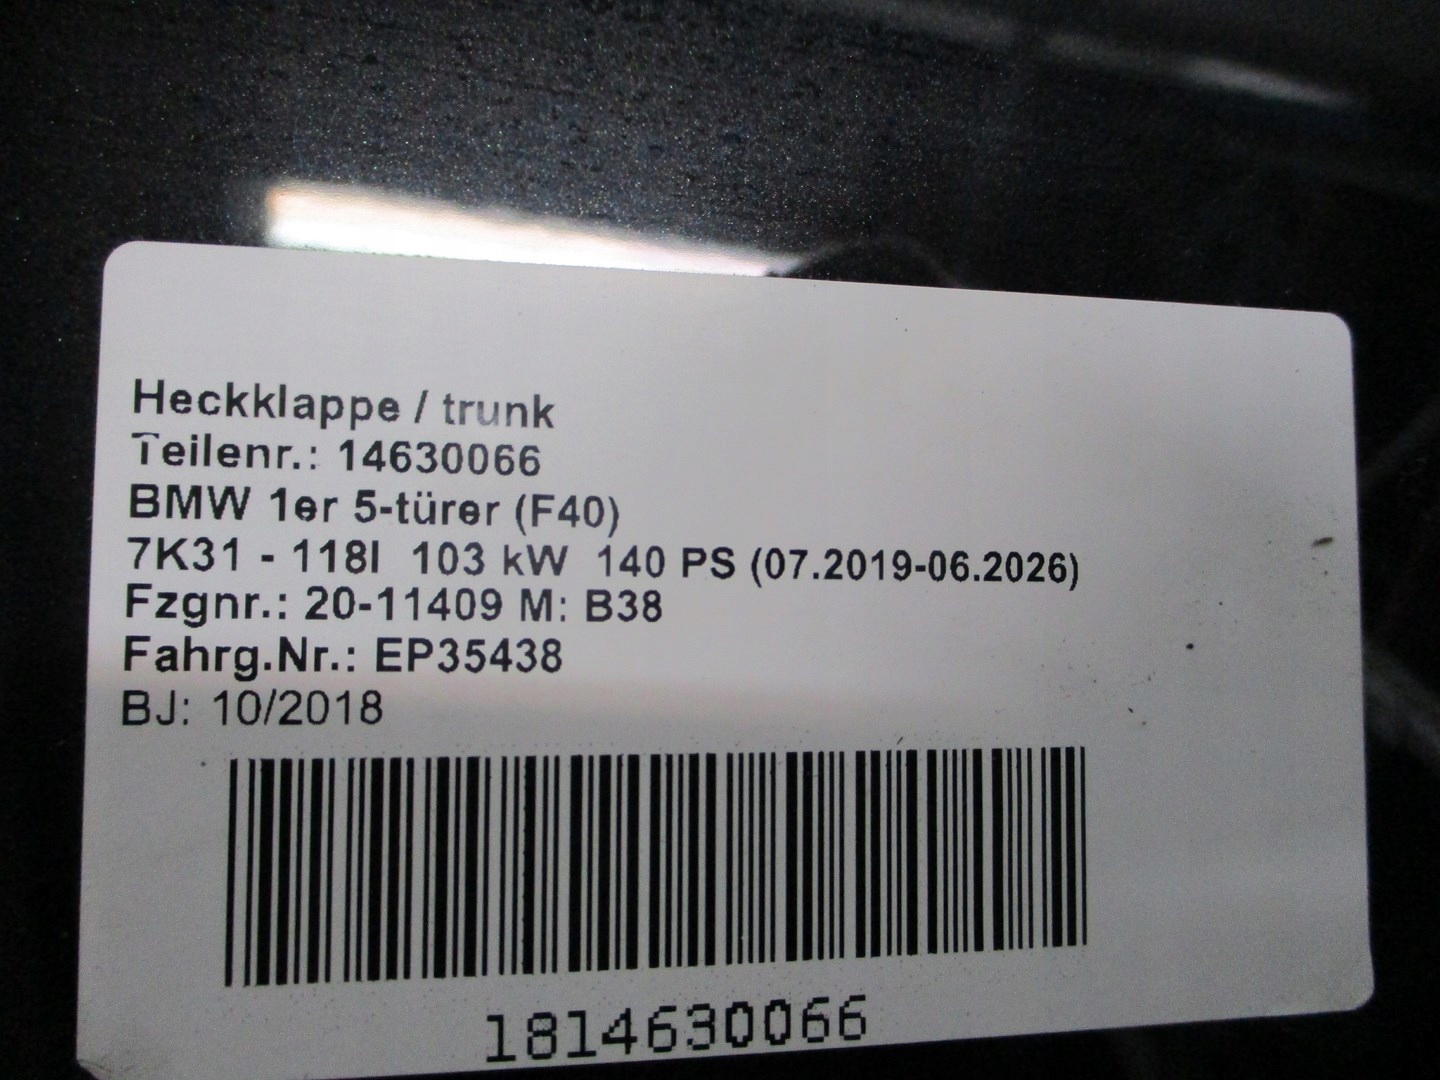 Heckklappe / trunk
Teilenr.: 14630066
BMW 1er 5-türer (F40)
7K31 - 118I 103 kW 140 PS (07.2019-06.2026)
Fzgnr.: 20-11409 M: B38
Fahrg.Nr.: EP35438
BJ: 10/2018
1814630066